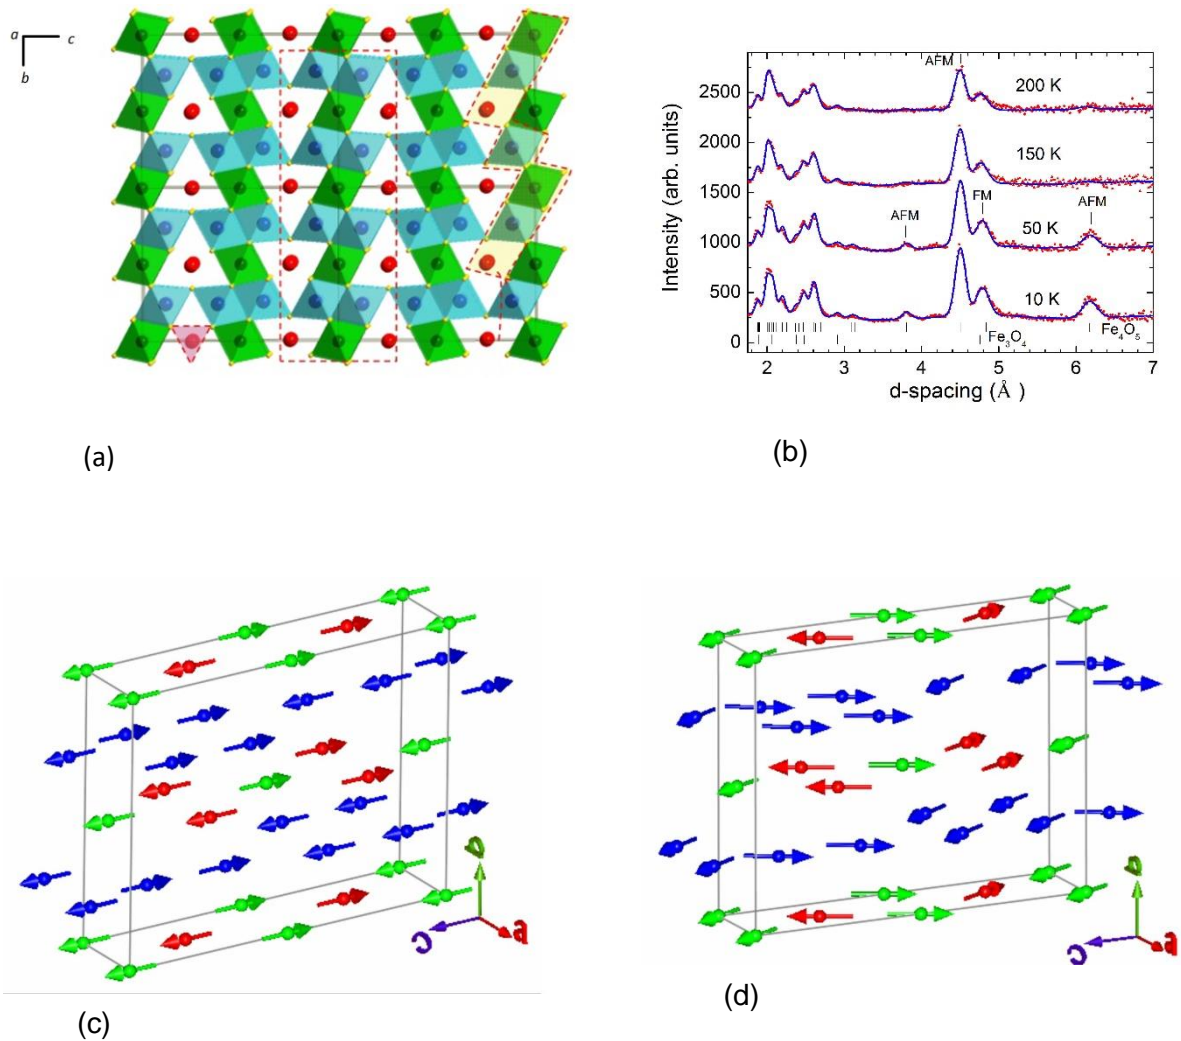 a
c
b
(a)
Intensity (arb. units)
2500
2000
1500
1000
500
0
AFM
200 K
150 K
AFM
FM
AFM
50 K
10 K
Fe3O4
Fe4O5
2
3
4
5
6
7
d-spacing (Å )
(b)
c
a
(c)
c
a
(d)